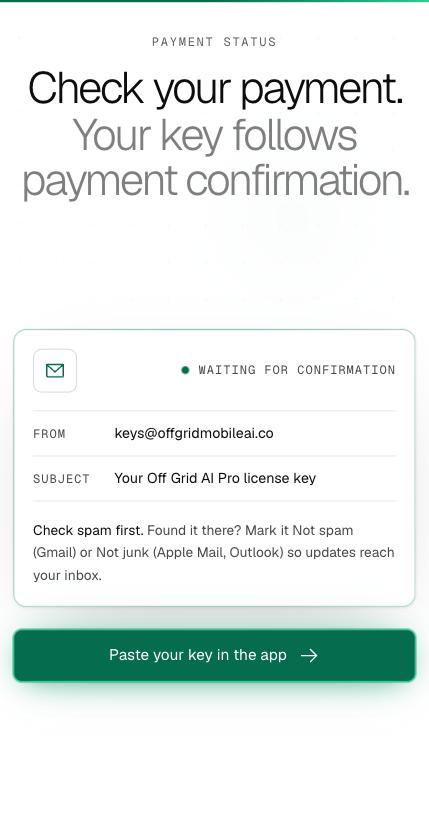 PAYMENT STATUS
Check your payment.
Your key follows
payment confirmation.
WAITING FOR CONFIRMATION
FROM keys@offgridmobileai.co
SUBJECT Your Off Grid AI Pro license key
Check spam first. Found it there? Mark it Not spam
(Gmail) or Not junk (Apple Mail, Outlook) so updates reach
your inbox.
Paste your key in the app →